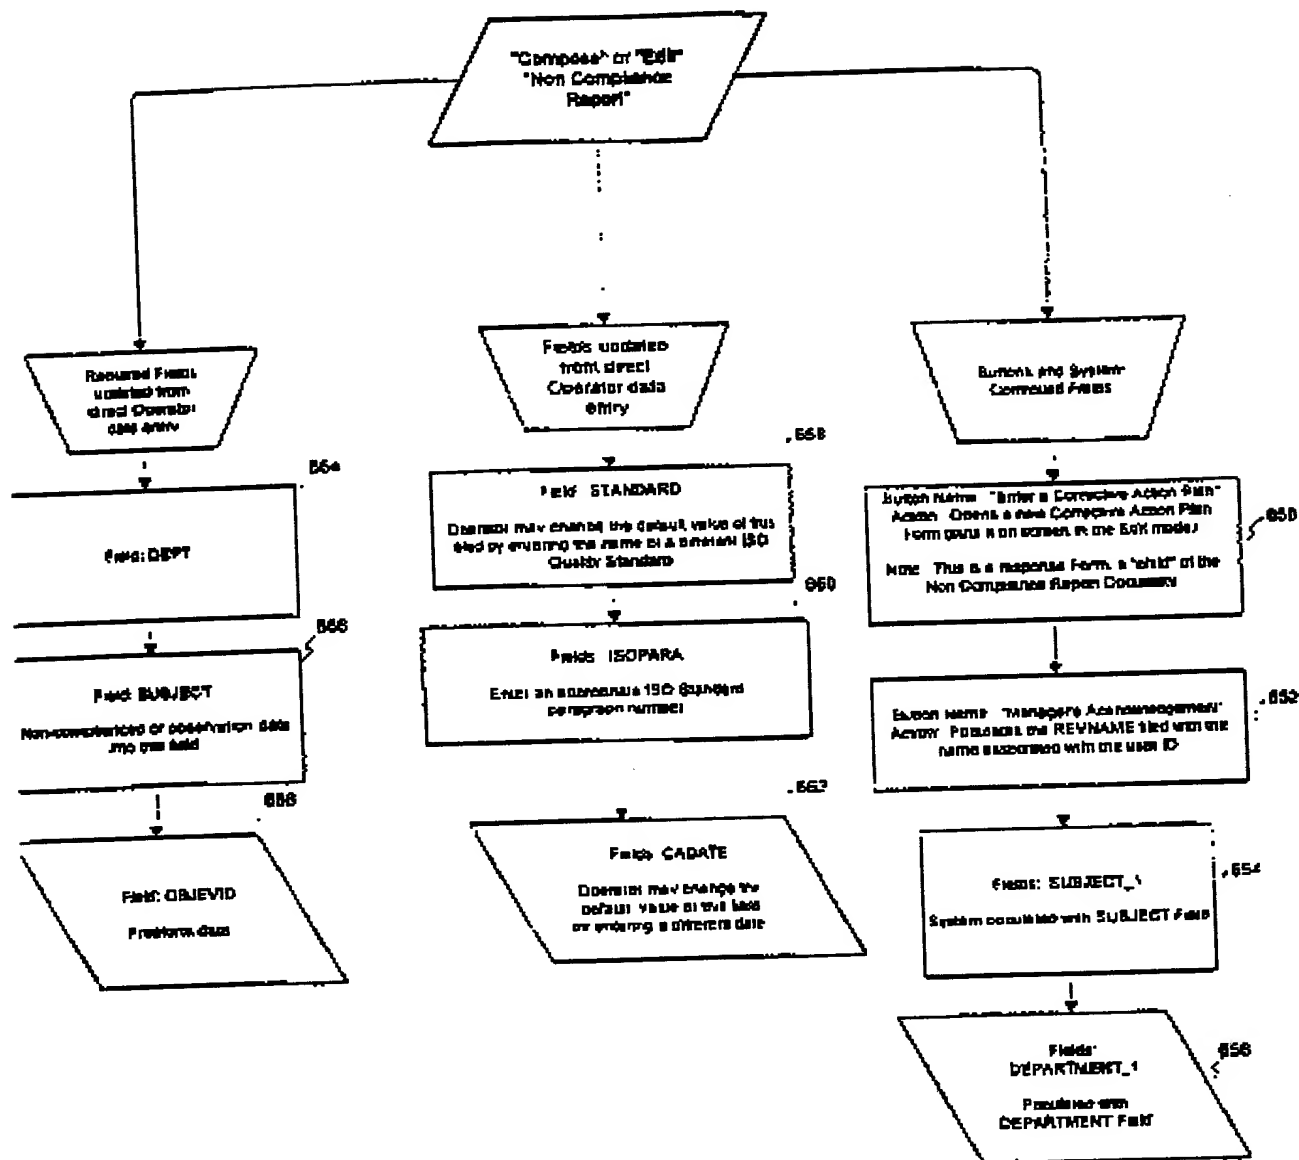 "Compose" or "Edit"
"Non Compliance
Report"
Required Fields
updated from
direct Operator
data entry
Fields updated
from direct
Operator data
entry
Buttons and System
Computed Fields
Field: DEPT
Field: SUBJECT
Non-compliance or observation data
into this field
Field: OBJEVID
Freeform data
Field: STANDARD
Operator may change the default value of this
field by entering the name of a different ISO
Quality Standard
Fields: ISOPARA
Enter an appropriate ISO Standard
paragraph number
Fields: CADATE
Operator may change the
default value of this field
by entering a different date
Button Name: "Enter a Corrective Action Plan"
Action: Opens a new Corrective Action Plan
Form on screen in the Edit mode
Note: This is a response Form, a "child" of the
Non Compliance Report Document
650
Button Name: "Managers Acknowledgement"
Action: Populates the REVNAME filed with the
name associated with the user ID
652
Fields: SUBJECT_1
System populated with SUBJECT Field
Fields:
DEPARTMENT_1
Populated with
DEPARTMENT Field